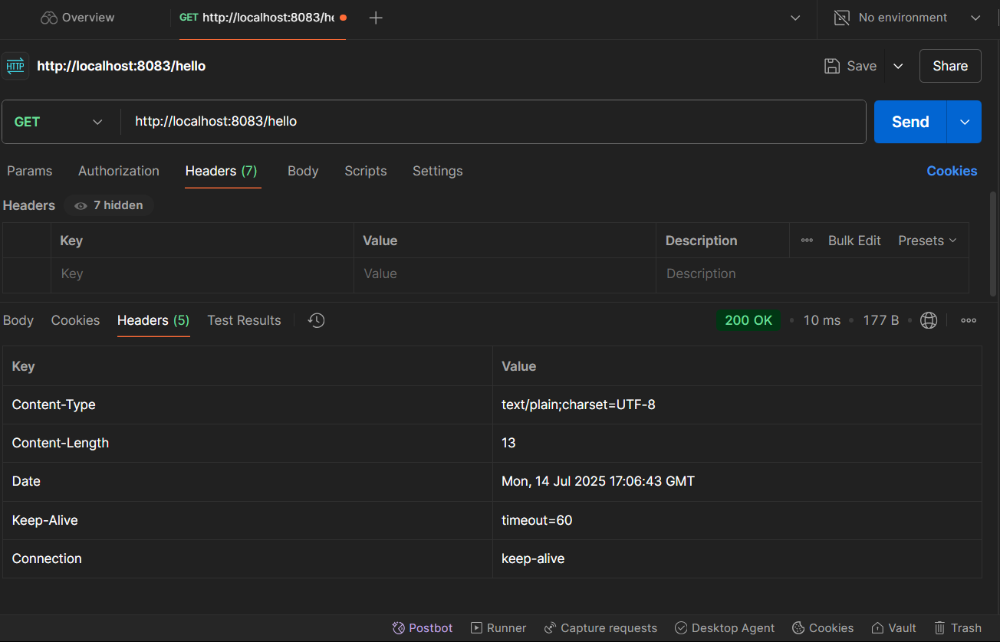 Overview GET http://localhost:8083/he No environment
HTTP http://localhost:8083/hello Save Share
GET http://localhost:8083/hello Send
Params Authorization Headers (7) Body Scripts Settings Cookies
Headers 7 hidden
Key Value Description Bulk Edit Presets
Key Value Description
Body Cookies Headers (5) Test Results 200 OK 10 ms 177 B
Key Value
Content-Type text/plain;charset=UTF-8
Content-Length 13
Date Mon, 14 Jul 2025 17:06:43 GMT
Keep-Alive timeout=60
Connection keep-alive
Postbot Runner Capture requests Desktop Agent Cookies Vault Trash